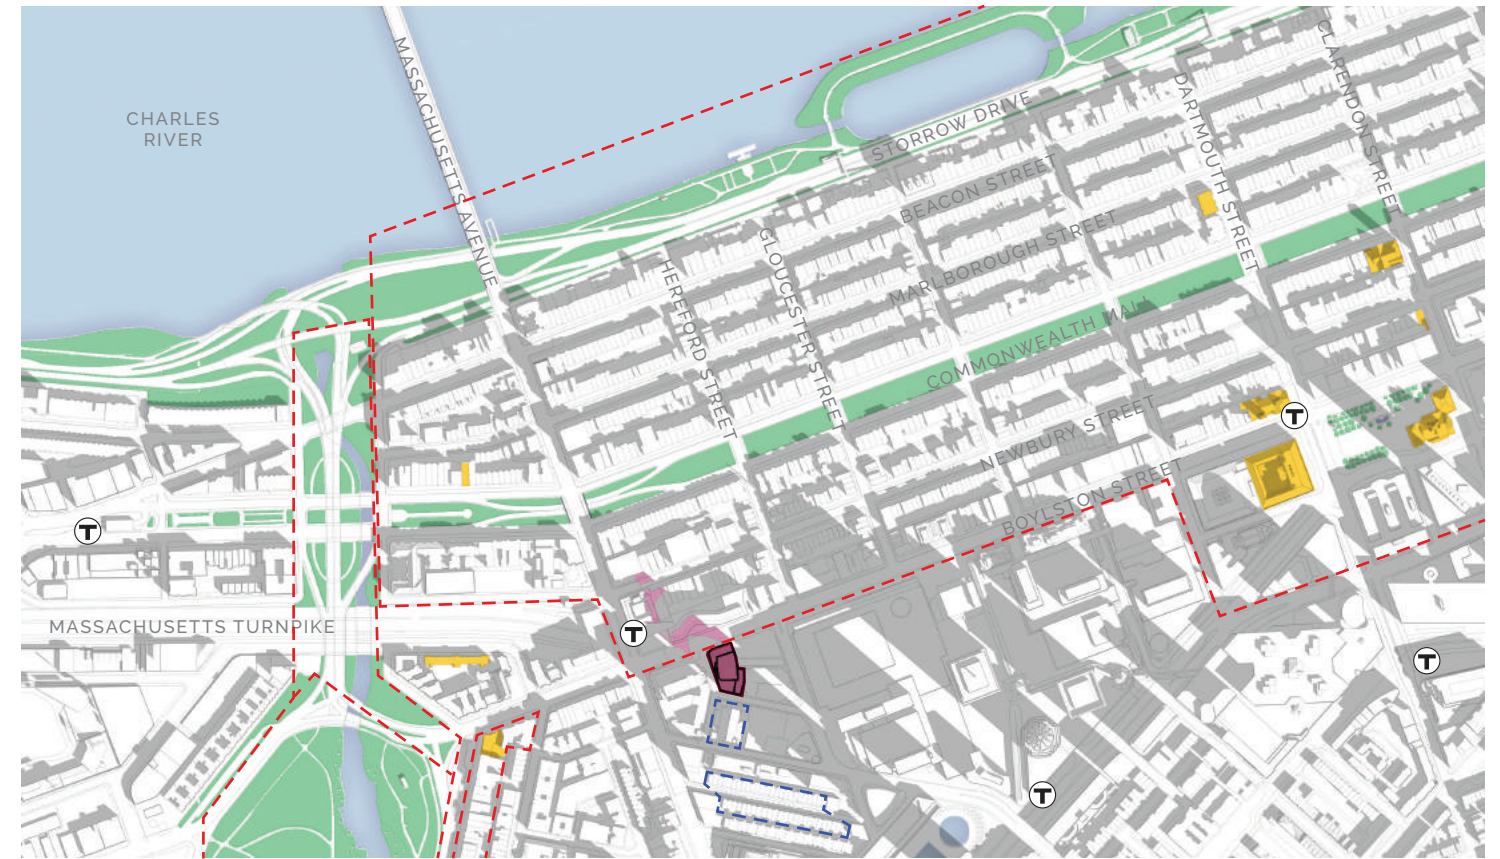 CHARLES
RIVER
MASSACHUSETTS AVENUE
STORROW DRIVE
BEACON STREET
MARLBOROUGH STREET
COMMONWEALTH MALL
NEWBURY STREET
BOYLSTON STREET
HEREFORD STREET
GLOUCESTER STREET
DARTMOUTH STREET
CLARENDON STREET
MASSACHUSETTS TURNPIKE
T
T
T
T
T